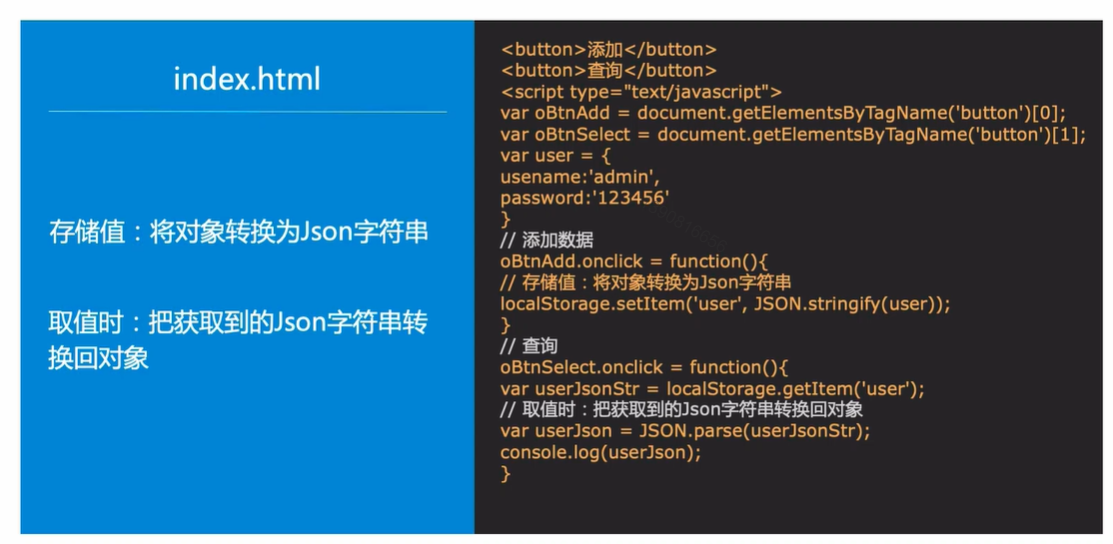 index.html
存储值：将对象转换为Json字符串
取值时：把获取到的Json字符串转
换回对象
<button>添加</button>
<button>查询</button>
<script type="text/javascript">
var oBtnAdd = document.getElementsByTagName('button')[0];
var oBtnSelect = document.getElementsByTagName('button')[1];
var user = {
usename:'admin',
password:'123456'
}
// 添加数据
oBtnAdd.onclick = function(){
// 存储值：将对象转换为Json字符串
localStorage.setItem('user', JSON.stringify(user));
}
// 查询
oBtnSelect.onclick = function(){
var userJsonStr = localStorage.getItem('user');
// 取值时：把获取到的Json字符串转换回对象
var userJson = JSON.parse(userJsonStr);
console.log(userJson);
}